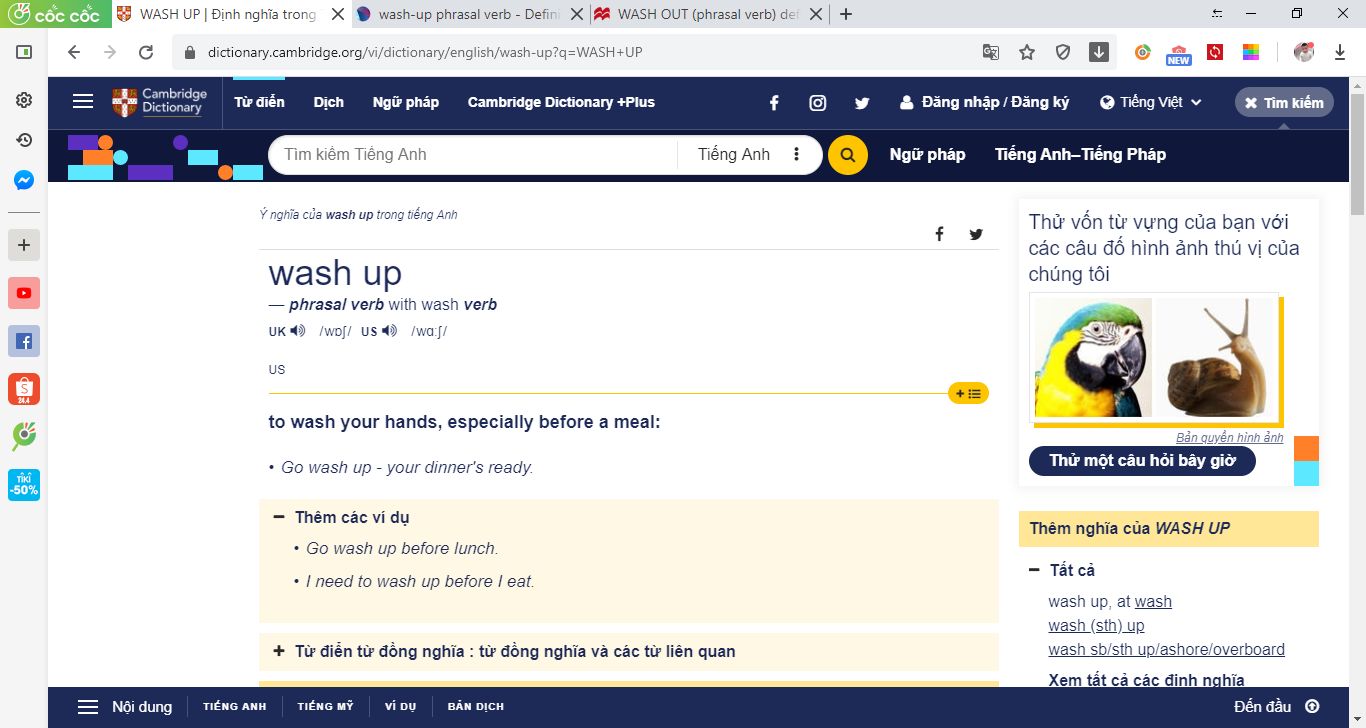 cốc cốc
WASH UP | Định nghĩa trong
wash-up phrasal verb - Defini
WASH OUT (phrasal verb) def
dictionary.cambridge.org/vi/dictionary/english/wash-up?q=WASH+UP
NEW
Cambridge
Dictionary
Từ điển
Dịch
Ngữ pháp
Cambridge Dictionary +Plus
Đăng nhập / Đăng ký
Tiếng Việt
Tìm kiếm
Tìm kiếm Tiếng Anh
Tiếng Anh
Ngữ pháp
Tiếng Anh–Tiếng Pháp
24.4
TIKI
-50%
Ý nghĩa của wash up trong tiếng Anh
wash up
— phrasal verb with wash verb
UK /wɒʃ/ US /wɑːʃ/
US
to wash your hands, especially before a meal:
• Go wash up - your dinner's ready.
Thêm các ví dụ
• Go wash up before lunch.
• I need to wash up before I eat.
Từ điển từ đồng nghĩa : từ đồng nghĩa và các từ liên quan
Thử vốn từ vựng của bạn với
các câu đố hình ảnh thú vị của
chúng tôi
Bản quyền hình ảnh
Thử một câu hỏi bây giờ
Thêm nghĩa của WASH UP
Tất cả
wash up, at wash
wash (sth) up
wash sb/sth up/ashore/overboard
Xem tất cả các định nghĩa
Nội dung
TIẾNG ANH
TIẾNG MỸ
VÍ DỤ
BẢN DỊCH
Đến đầu